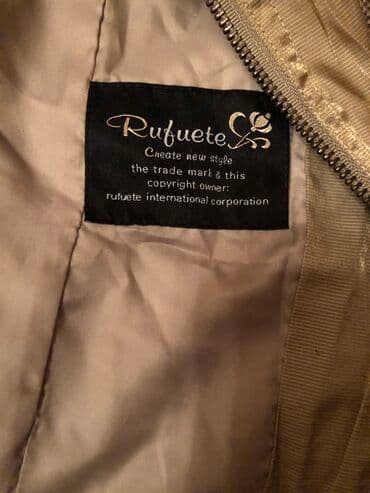 Rufuete
Create new style
the trade mark & this
copyright owner:
rufuete international corporation